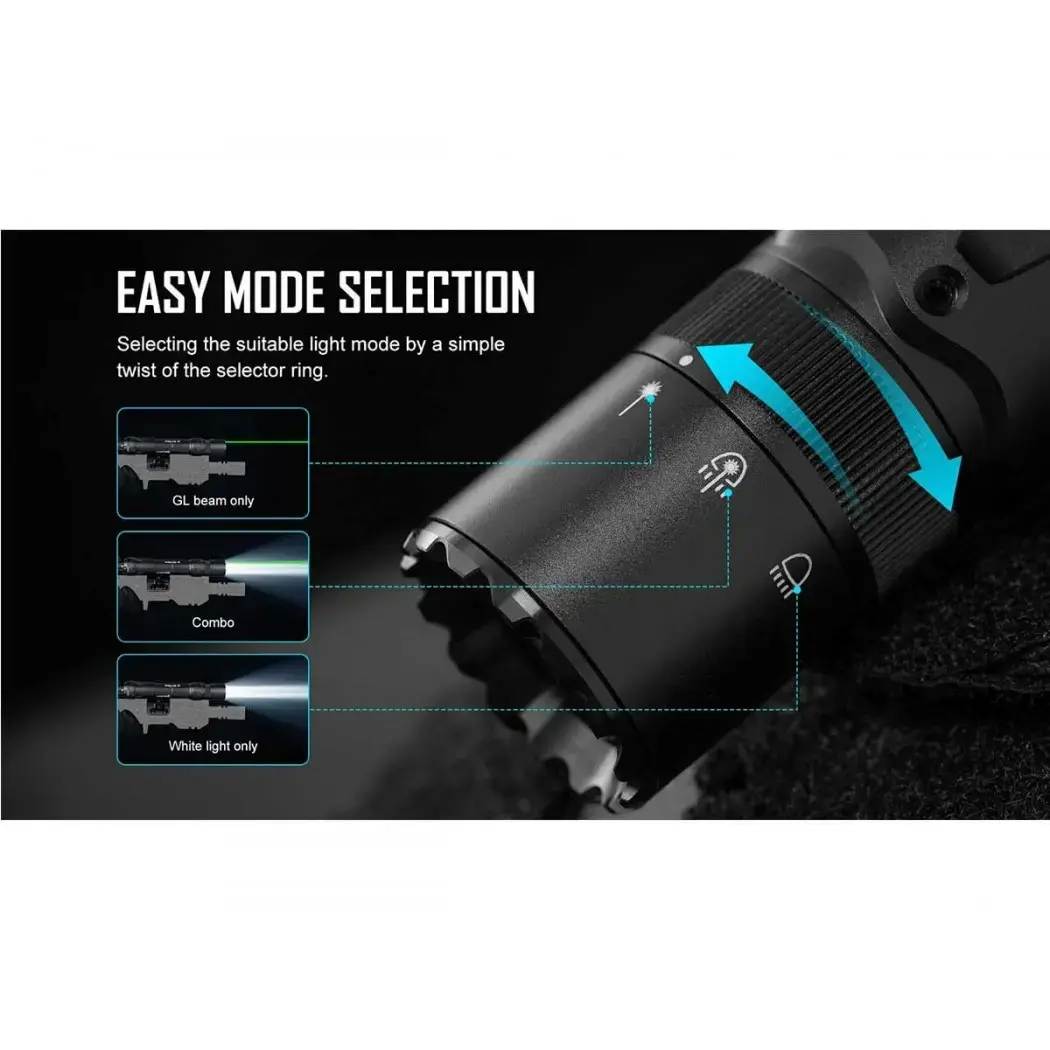 EASY MODE SELECTION
Selecting the suitable light mode by a simple
twist of the selector ring.
GL beam only
Combo
White light only